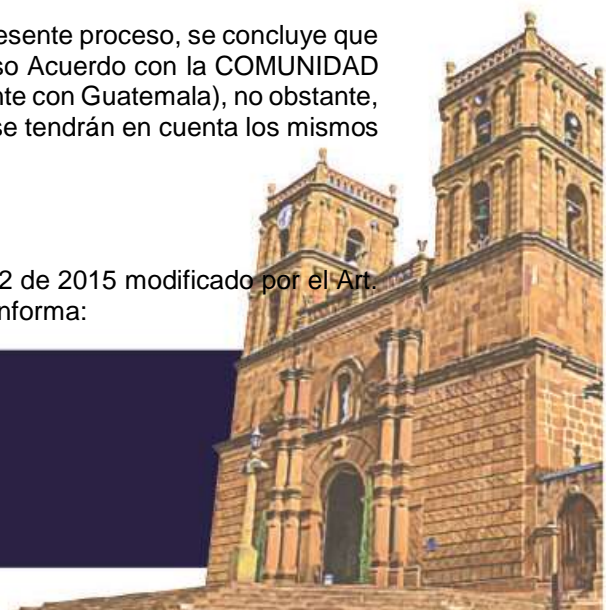 esente proceso, se concluye que
so Acuerdo con la COMUNIDAD
nte con Guatemala), no obstante,
se tendrán en cuenta los mismos
2 de 2015 modificado por el Art.
nforma: